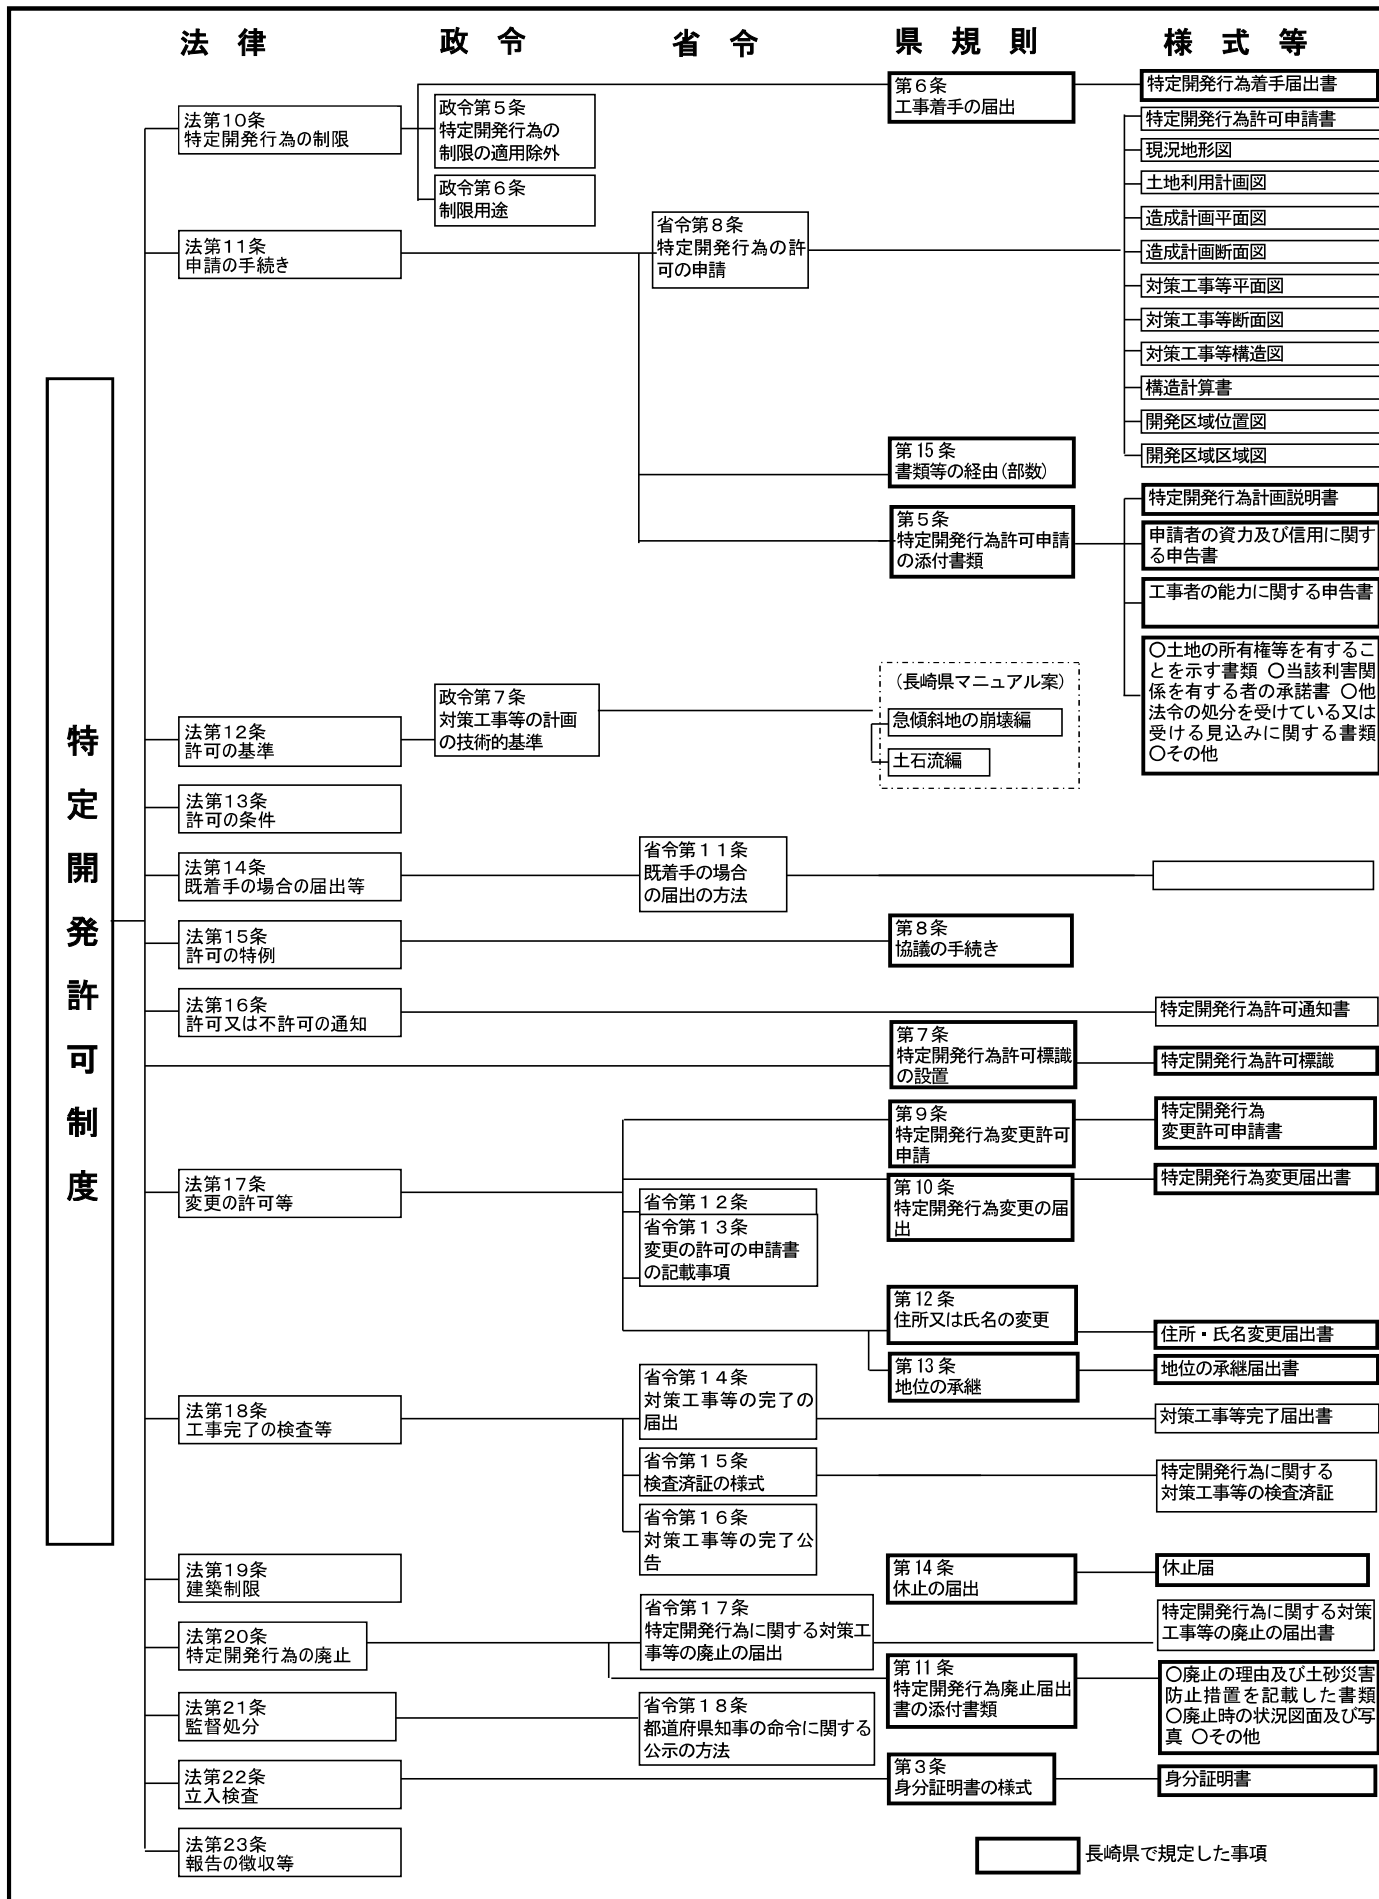 法 律
政 令
省 令
県 規 則
様 式 等
特定開発許可制度
法第10条
特定開発行為の制限
政令第５条
特定開発行為の
制限の適用除外
政令第６条
制限用途
第６条
工事着手の届出
特定開発行為着手届出書
法第11条
申請の手続き
省令第８条
特定開発行為の許
可の申請
特定開発行為許可申請書
現況地形図
土地利用計画図
造成計画平面図
造成計画断面図
対策工事等平面図
対策工事等断面図
対策工事等構造図
構造計算書
開発区域位置図
開発区域区域図
第15条
書類等の経由(部数)
第５条
特定開発行為許可申請
の添付書類
特定開発行為計画説明書
申請者の資力及び信用に関す
る申告書
工事者の能力に関する申告書
〇土地の所有権等を有するこ
とを示す書類 〇当該利害関
係を有する者の承諾書 〇他
法令の処分を受けている又は
受ける見込みに関する書類
〇その他
法第12条
許可の基準
政令第７条
対策工事等の計画
の技術的基準
（長崎県マニュアル案）
急傾斜地の崩壊編
土石流編
法第13条
許可の条件
法第14条
既着手の場合の届出等
省令第１１条
既着手の場合
の届出の方法
法第15条
許可の特例
第８条
協議の手続き
法第16条
許可又は不許可の通知
特定開発行為許可通知書
第７条
特定開発行為許可標識
の設置
特定開発行為許可標識
法第17条
変更の許可等
省令第１２条
省令第１３条
変更の許可の申請書
の記載事項
第９条
特定開発行為変更許可
申請
特定開発行為
変更許可申請書
第10条
特定開発行為変更の届
出
特定開発行為変更届出書
第12条
住所又は氏名の変更
住所・氏名変更届出書
第13条
地位の承継
地位の承継届出書
法第18条
工事完了の検査等
省令第１４条
対策工事等の完了の
届出
対策工事等完了届出書
省令第１５条
検査済証の様式
特定開発行為に関する
対策工事等の検査済証
省令第１６条
対策工事等の完了公
告
法第19条
建築制限
第14条
休止の届出
休止届
法第20条
特定開発行為の廃止
省令第１７条
特定開発行為に関する対策工
事等の廃止の届出
特定開発行為に関する対策
工事等の廃止の届出書
第11条
特定開発行為廃止届出
書の添付書類
〇廃止の理由及び土砂災害
防止措置を記載した書類
〇廃止時の状況図面及び写
真 〇その他
法第21条
監督処分
省令第１８条
都道府県知事の命令に関する
公示の方法
法第22条
立入検査
第３条
身分証明書の様式
身分証明書
法第23条
報告の徴収等
長崎県で規定した事項